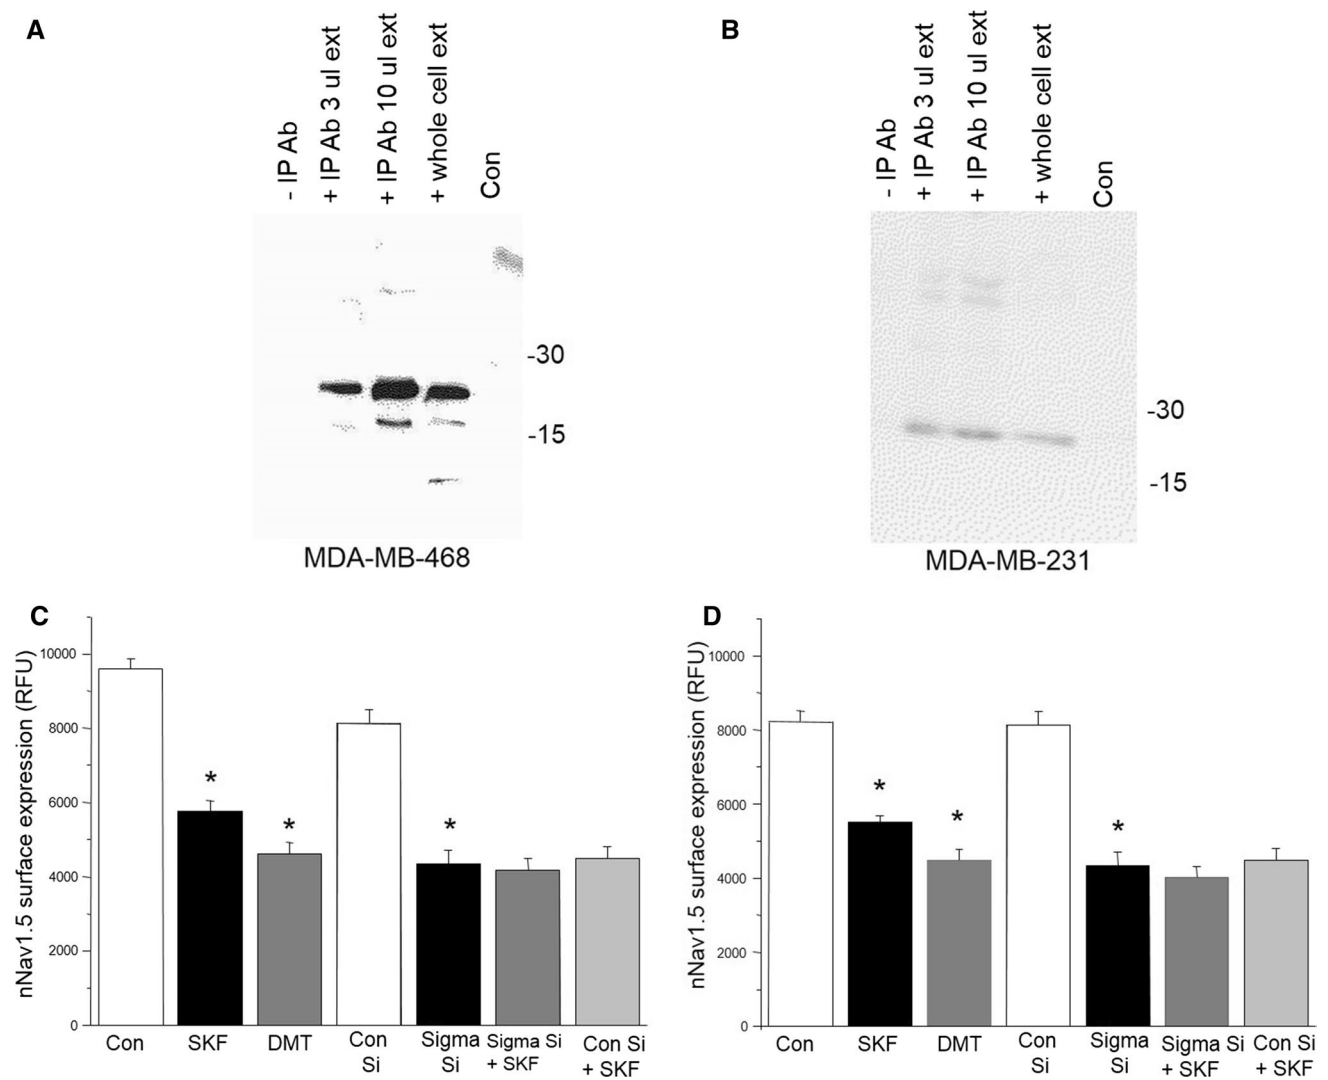 A
- IP Ab
+ IP Ab 3 ul ext
+ IP Ab 10 ul ext
+ whole cell ext
Con
-30
-15
MDA-MB-468
B
- IP Ab
+ IP Ab 3 ul ext
+ IP Ab 10 ul ext
+ whole cell ext
Con
-30
-15
MDA-MB-231
C
nNav1.5 surface expression (RFU)
10000
8000
6000
4000
2000
0
*
*
*
Con
SKF
DMT
Con
Si
Sigma
Si
Sigma Si
+ SKF
Con Si
+ SKF
D
nNav1.5 surface expression (RFU)
10000
8000
6000
4000
2000
0
*
*
*
Con
SKF
DMT
Con
Si
Sigma
Si
Sigma Si
+ SKF
Con Si
+ SKF